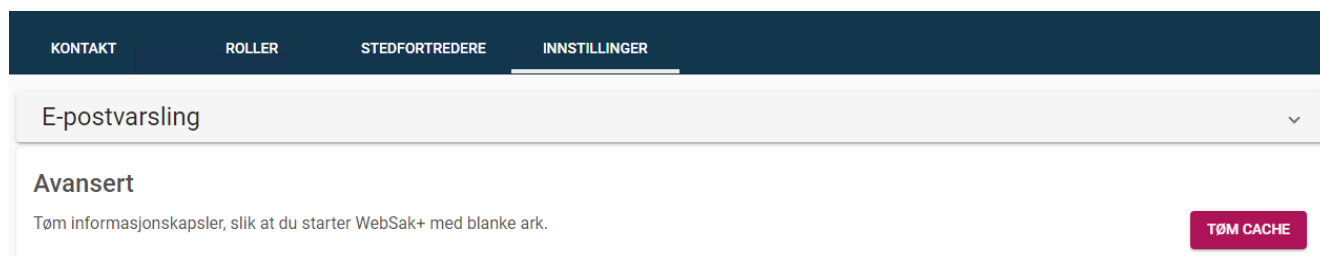 KONTAKT ROLLER STEDFORTREDERE INNSTILLINGER
E-postvarsling
Avansert
Tøm informasjonskapsler, slik at du starter WebSak+ med blanke ark.
TØM CACHE